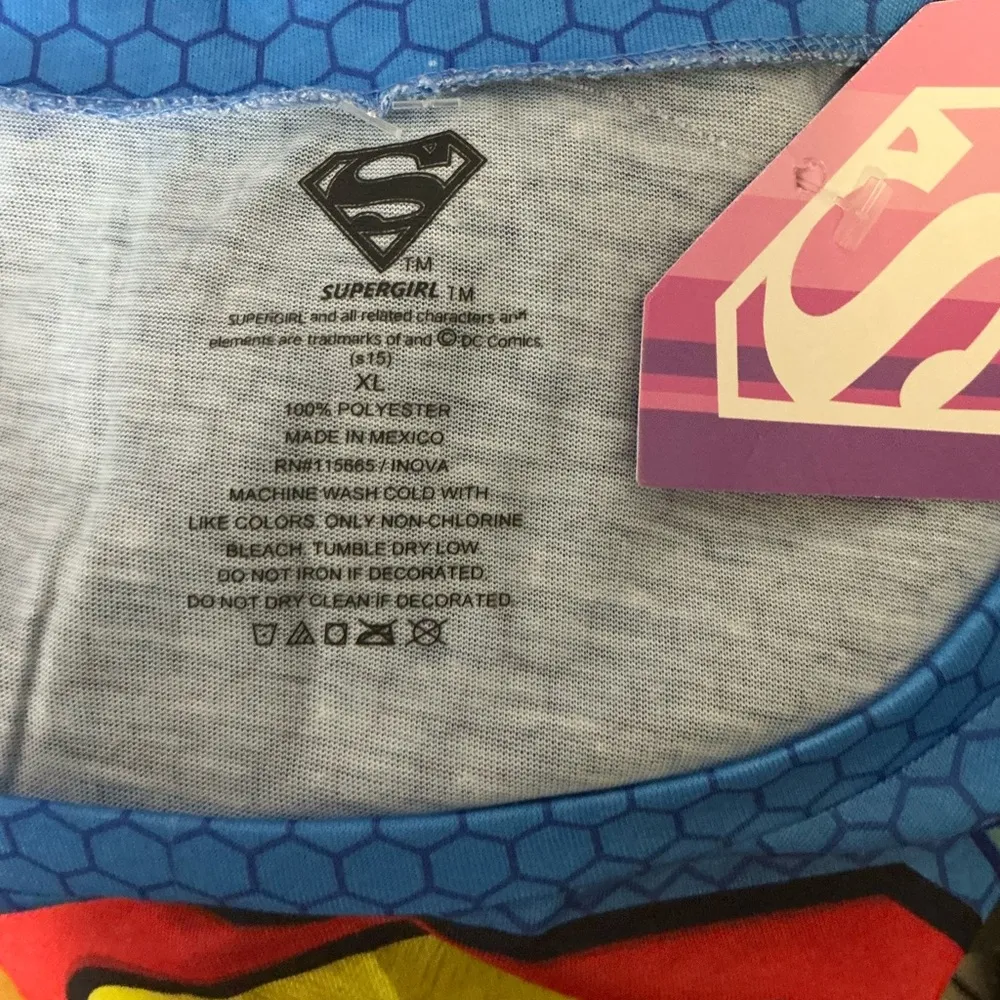 S
TM
SUPERGIRL TM
SUPERGIRL and all related characters and
elements are tradmarks of and © DC Comics.
(s15)
XL
100% POLYESTER
MADE IN MEXICO
RN#115665 / INOVA
MACHINE WASH COLD WITH
LIKE COLORS. ONLY NON-CHLORINE
BLEACH. TUMBLE DRY LOW.
DO NOT IRON IF DECORATED.
DO NOT DRY CLEAN IF DECORATED.
S